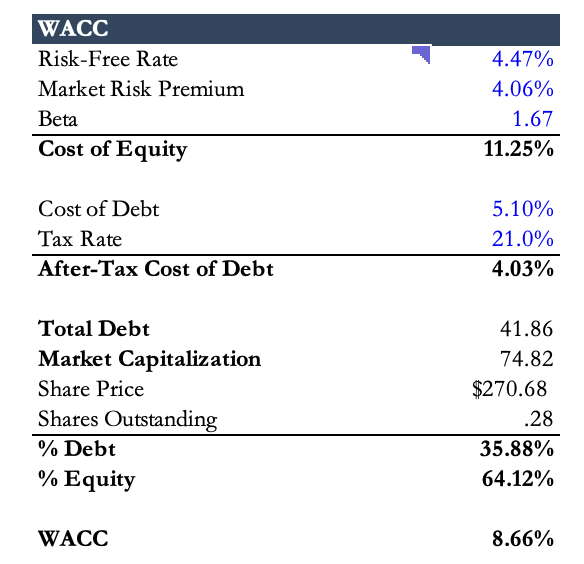 WACC
Risk-Free Rate 4.47%
Market Risk Premium 4.06%
Beta 1.67
Cost of Equity 11.25%
Cost of Debt 5.10%
Tax Rate 21.0%
After-Tax Cost of Debt 4.03%
Total Debt 41.86
Market Capitalization 74.82
Share Price $270.68
Shares Outstanding .28
% Debt 35.88%
% Equity 64.12%
WACC 8.66%